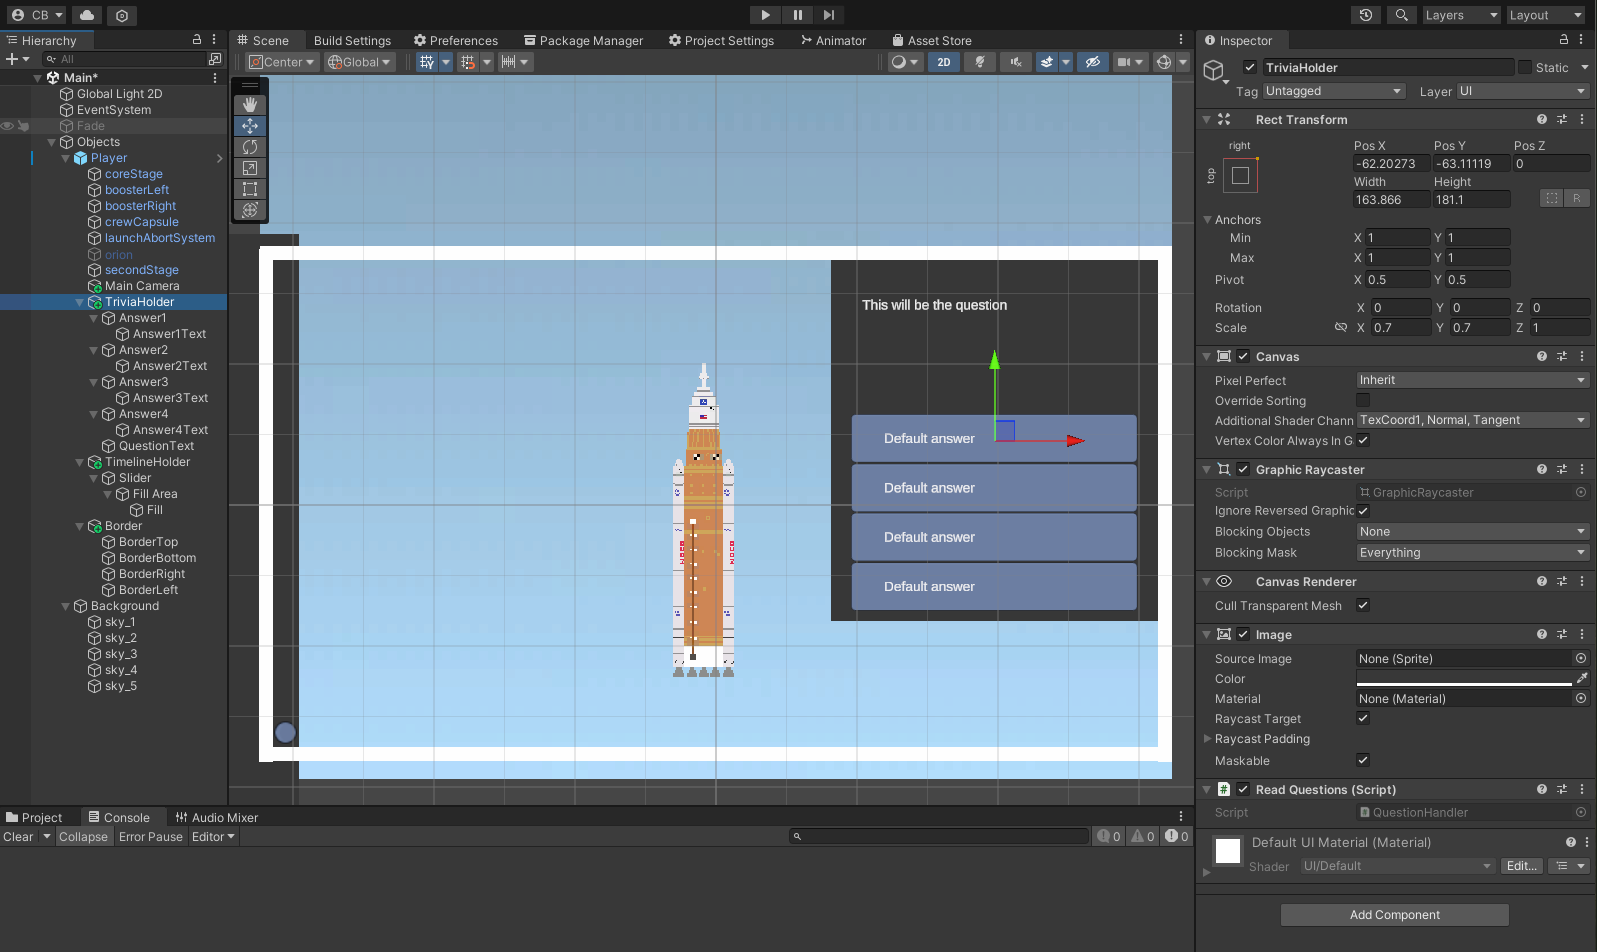 CB
Layers
Layout
Hierarchy
Scene
Build Settings
Preferences
Package Manager
Project Settings
Animator
Asset Store
Inspector
All
Center
Global
2D
Main*
Global Light 2D
EventSystem
Fade
Objects
Player
coreStage
boosterLeft
boosterRight
crewCapsule
launchAbortSystem
orion
secondStage
Main Camera
TriviaHolder
Answer1
Answer1Text
Answer2
Answer2Text
Answer3
Answer3Text
Answer4
Answer4Text
QuestionText
TimelineHolder
Slider
Fill Area
Fill
Border
BorderTop
BorderBottom
BorderRight
BorderLeft
Background
sky_1
sky_2
sky_3
sky_4
sky_5
This will be the question
Default answer
Default answer
Default answer
Default answer
TriviaHolder
Static
Tag Untagged
Layer UI
Rect Transform
right
top
Pos X Pos Y Pos Z
-62.20273 -63.11119 0
Width Height
163.866 181.1
R
Anchors
Min X 1 Y 1
Max X 1 Y 1
Pivot X 0.5 Y 0.5
Rotation X 0 Y 0 Z 0
Scale X 0.7 Y 0.7 Z 1
Canvas
Pixel Perfect Inherit
Override Sorting
Additional Shader Chann TexCoord1, Normal, Tangent
Vertex Color Always In G
Graphic Raycaster
Script GraphicRaycaster
Ignore Reversed Graphic
Blocking Objects None
Blocking Mask Everything
Canvas Renderer
Cull Transparent Mesh
Image
Source Image None (Sprite)
Color
Material None (Material)
Raycast Target
Raycast Padding
Maskable
Read Questions (Script)
Script QuestionHandler
Default UI Material (Material)
Shader UI/Default Edit...
Add Component
Project
Console
Audio Mixer
Clear
Collapse
Error Pause
Editor
0
0
0